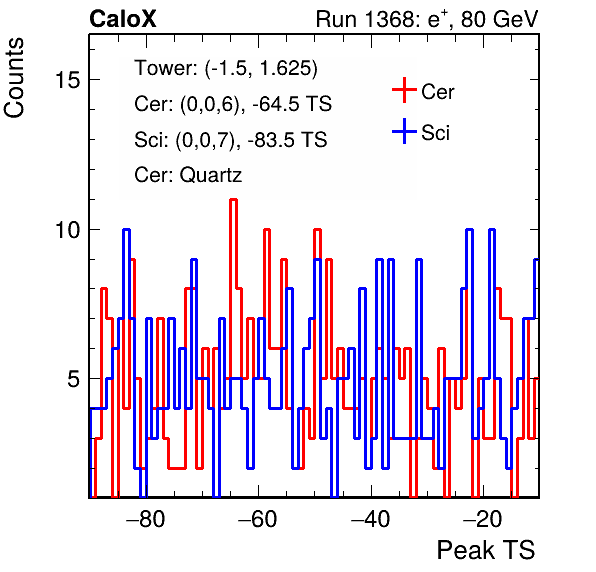 CaloX Run 1368: e⁺, 80 GeV
Counts
Tower: (-1.5, 1.625)
Cer: (0,0,6), -64.5 TS
Sci: (0,0,7), -83.5 TS
Cer: Quartz
Cer
Sci
15
10
5
−80 −60 −40 −20
Peak TS